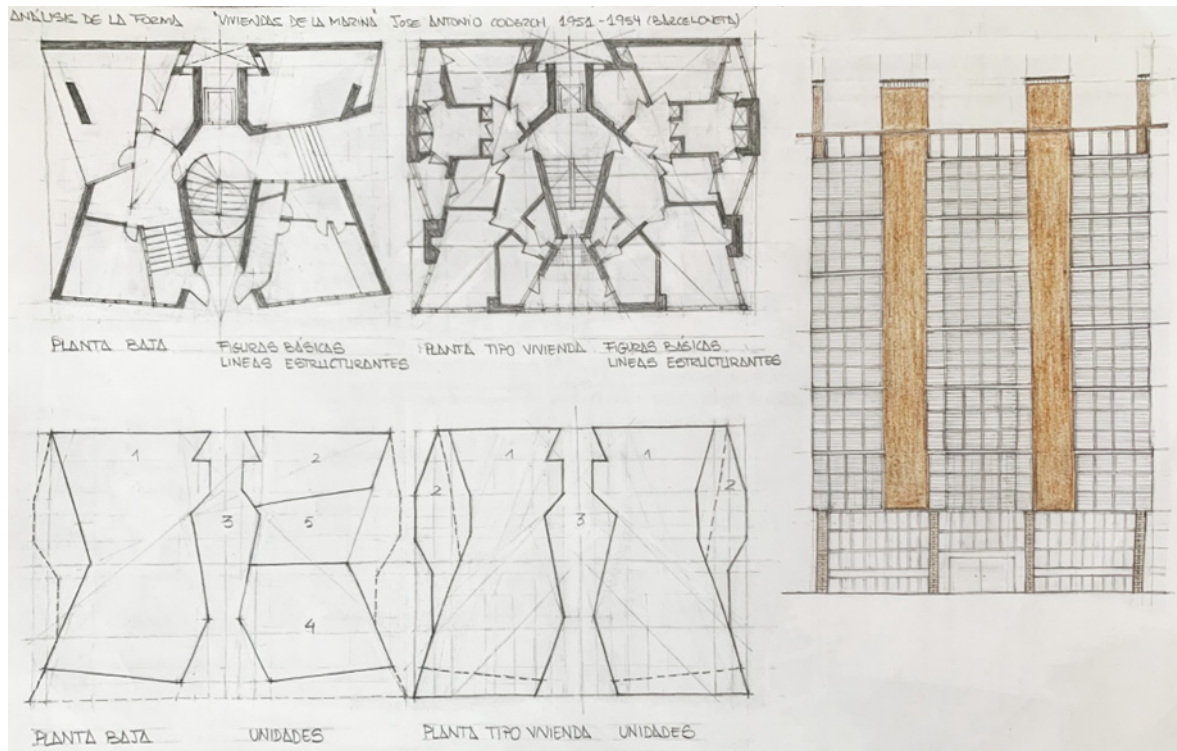 ANÁLISIS DE LA FORMA "VIVIENDAS DE LA MARINA" JOSE ANTONIO CODERCH, 1951-1954 (BARCELONETA)
PLANTA BAJA
FIGURAS BÁSICAS
LINEAS ESTRUCTURANTES
PLANTA TIPO VIVIENDA
FIGURAS BÁSICAS
LINEAS ESTRUCTURANTES
1
2
3
5
4
1
1
2
2
3
PLANTA BAJA
UNIDADES
PLANTA TIPO VIVIENDA
UNIDADES